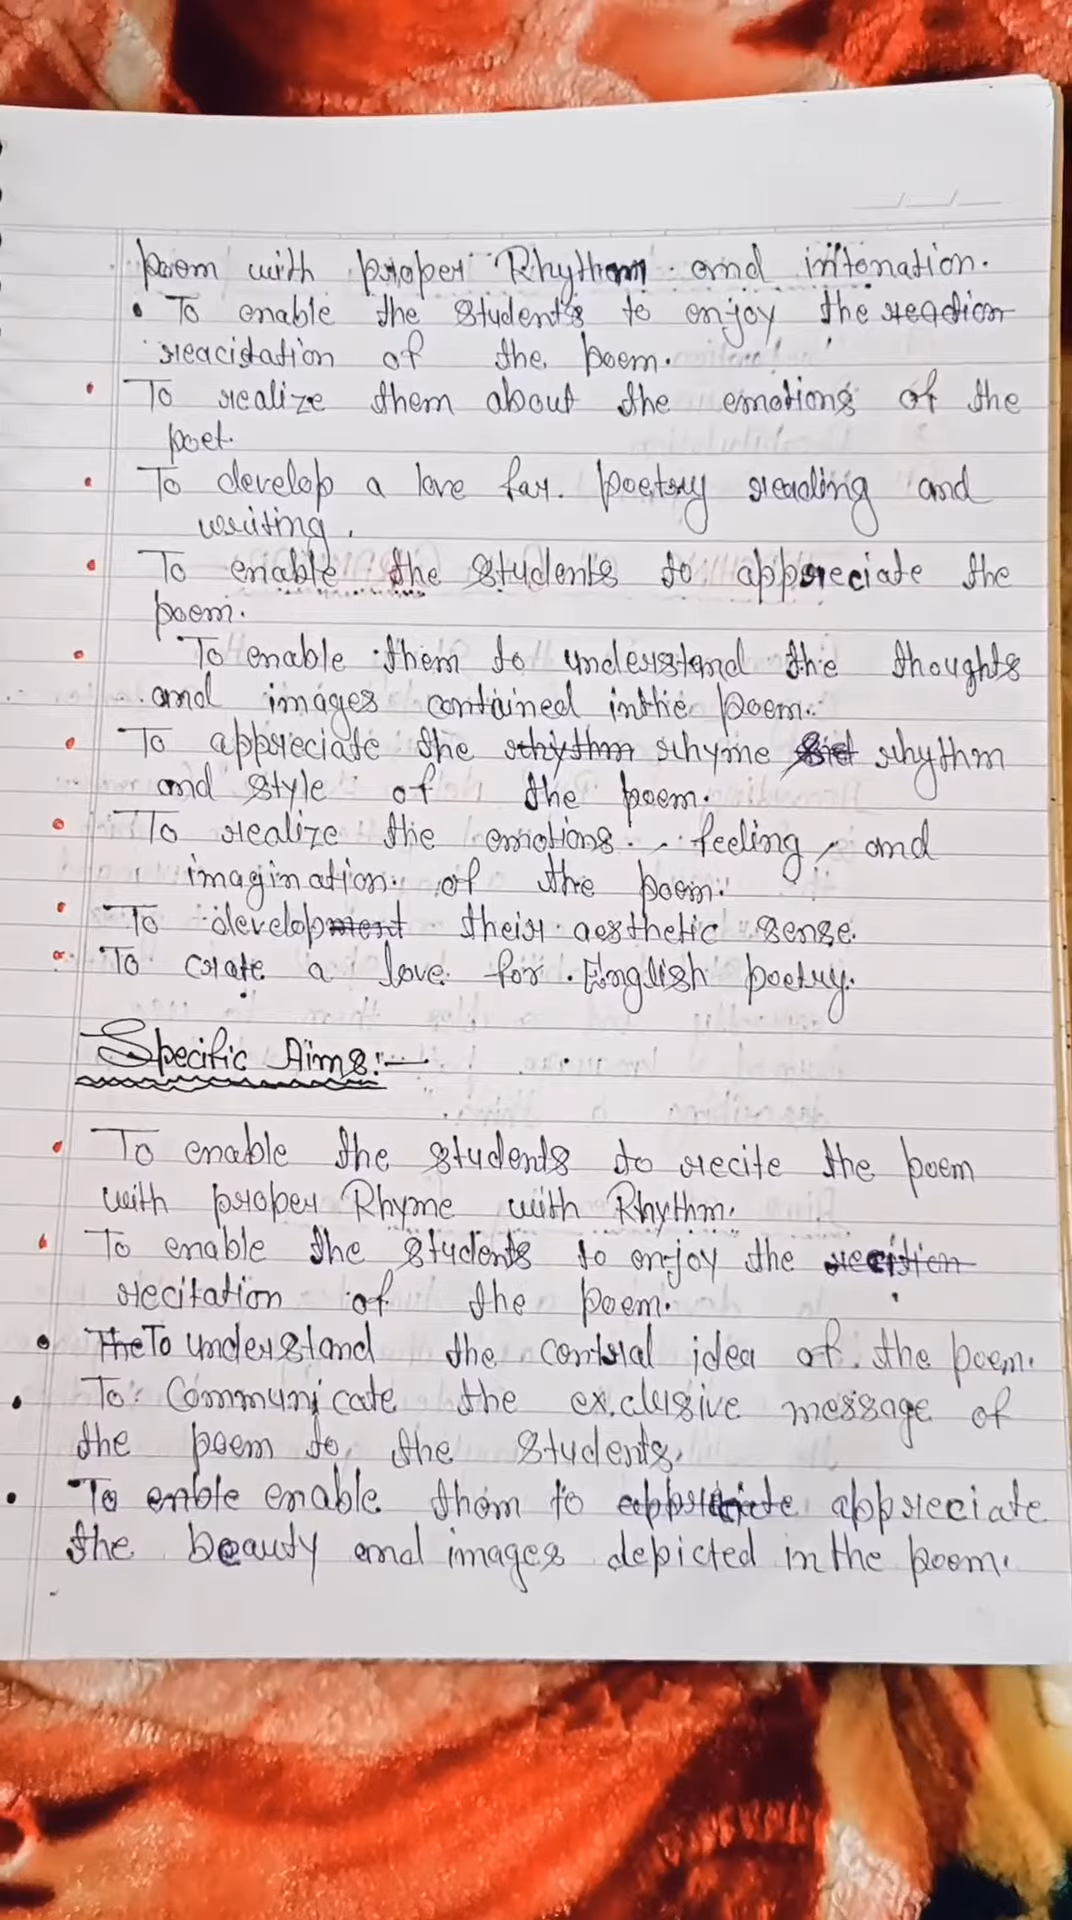 poem with proper Rhythm and intonation.
• To enable the students to enjoy the reaction
reacidation of the poem.
• To realize them about the emotions of the
poet.
• To develop a love for poetry reading and
writing.
• To enable the students to appreciate the
poem.
• To enable them to understand the thoughts
and images contained in the poem.
• To appreciate the rhythm rhyme rhythm
and style of the poem.
• To realize the emotions, feeling, and
imagination of the poem.
• To development their aesthetic sense.
• To crate a love for English poetry.
Specific Aims:-
• To enable the students to recite the poem
with proper Rhyme with Rhythm.
• To enable the students to enjoy the recition
recitation of the poem.
• The To understand the contral idea of the poem.
• To Communicate the exclusive message of
the poem to the students.
• To enble enable them to appreciate
the beauty and images depicted in the poem.